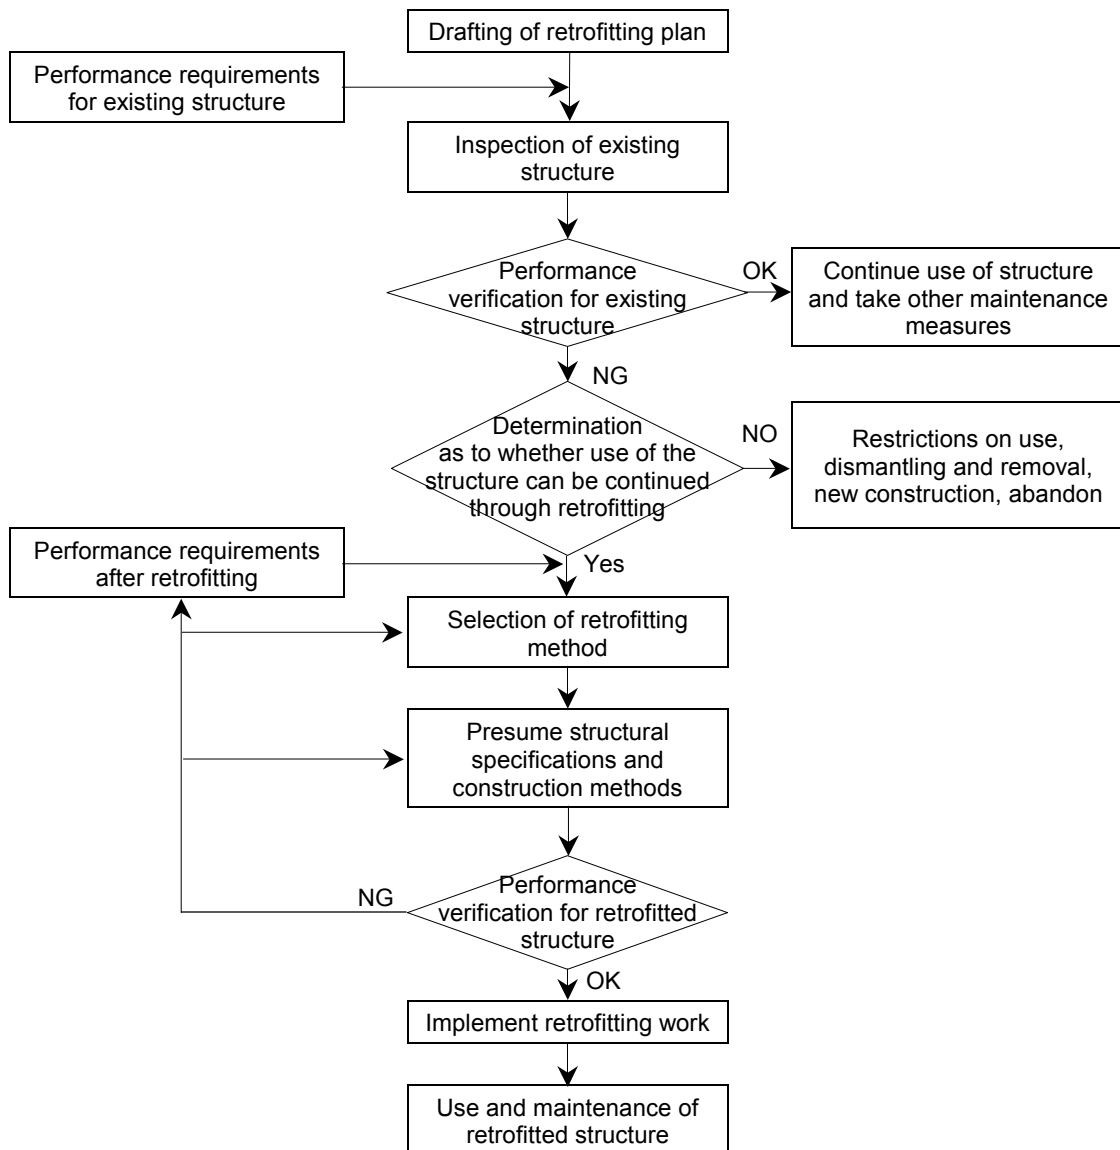 Drafting of retrofitting plan
Performance requirements
for existing structure
Inspection of existing
structure
Performance
verification for existing
structure
OK
Continue use of structure
and take other maintenance
measures
NG
Determination
as to whether use of the
structure can be continued
through retrofitting
NO
Restrictions on use,
dismantling and removal,
new construction, abandon
Performance requirements
after retrofitting
Yes
Selection of retrofitting
method
Presume structural
specifications and
construction methods
NG
Performance
verification for retrofitted
structure
OK
Implement retrofitting work
Use and maintenance of
retrofitted structure